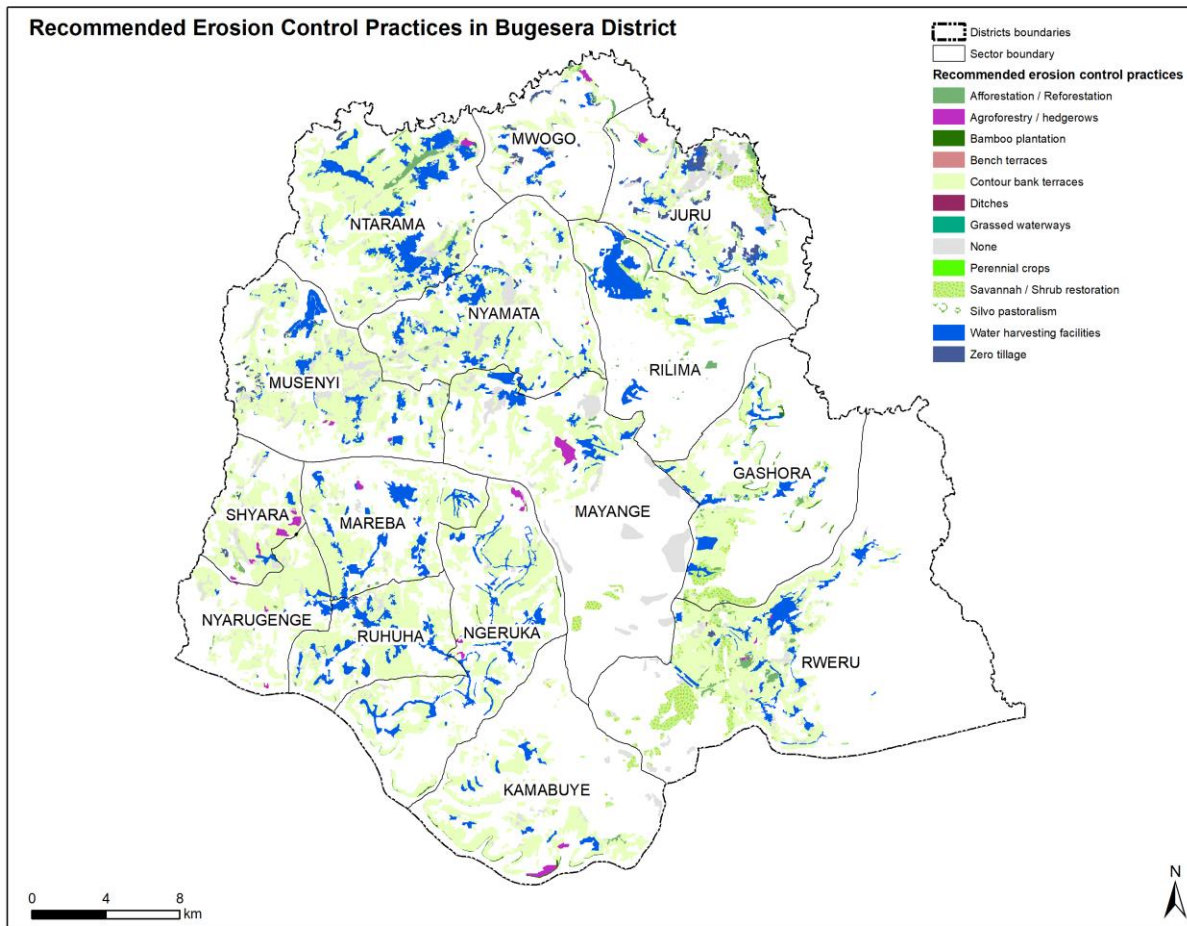 Recommended Erosion Control Practices in Bugesera District
Districts boundaries
Sector boundary
Recommended erosion control practices
Afforestation / Reforestation
Agroforestry / hedgerows
Bamboo plantation
Bench terraces
Contour bank terraces
Ditches
Grassed waterways
None
Perennial crops
Savannah / Shrub restoration
Silvo pastoralism
Water harvesting facilities
Zero tillage
MWOGO
JURU
NTARAMA
NYAMATA
RILIMA
MUSENYI
GASHORA
SHYARA
MAREBA
MAYANGE
NYARUGENGE
RUHUHA
NGERUKA
RWERU
KAMABUYE
0 4 8
km
N